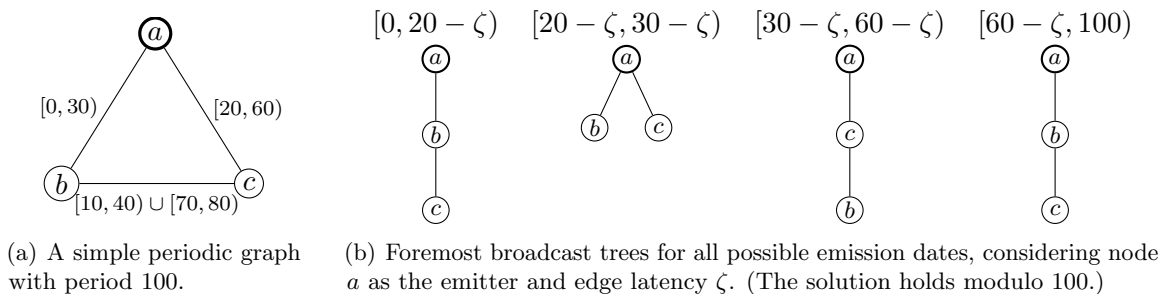 [0, 20 − ζ) [20 − ζ, 30 − ζ) [30 − ζ, 60 − ζ) [60 − ζ, 100)
a
a
a
a
a
[0, 30)
[20, 60)
b
b
c
c
b
b
c
[10, 40) ∪ [70, 80)
c
b
c
(a) A simple periodic graph
with period 100.
(b) Foremost broadcast trees for all possible emission dates, considering node
a as the emitter and edge latency ζ. (The solution holds modulo 100.)